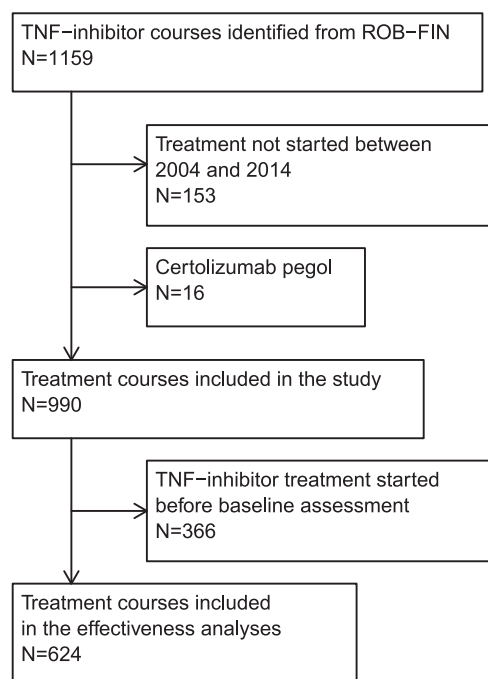 TNF−inhibitor courses identified from ROB−FIN
N=1159
Treatment not started between
2004 and 2014
N=153
Certolizumab pegol
N=16
Treatment courses included in the study
N=990
TNF−inhibitor treatment started
before baseline assessment
N=366
Treatment courses included
in the effectiveness analyses
N=624